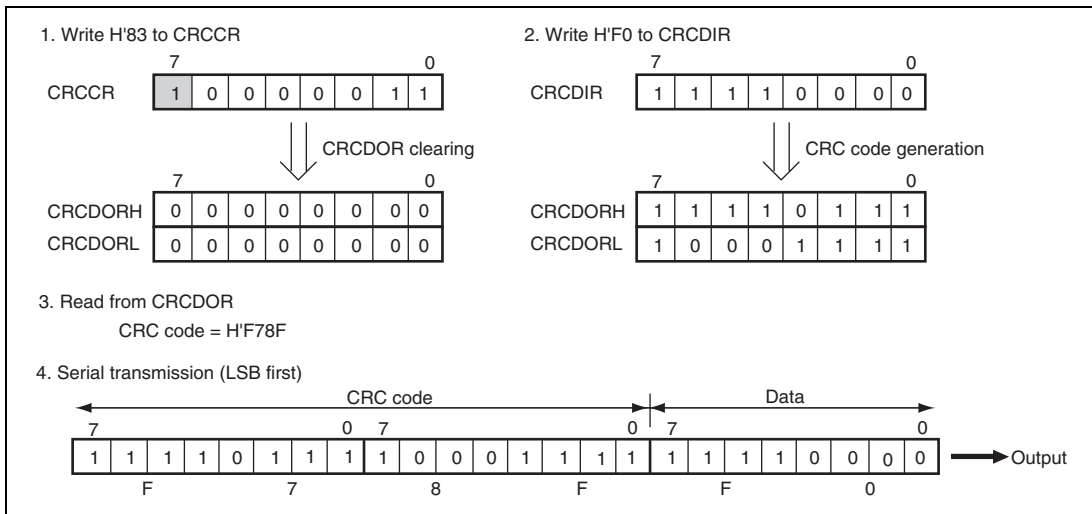 1. Write H'83 to CRCCR
7 0
CRCCR 1 0 0 0 0 0 1 1
CRCDOR clearing
7 0
CRCDORH 0 0 0 0 0 0 0 0
CRCDORL 0 0 0 0 0 0 0 0
2. Write H'F0 to CRCDIR
7 0
CRCDIR 1 1 1 1 0 0 0 0
CRC code generation
7 0
CRCDORH 1 1 1 1 0 1 1 1
CRCDORL 1 0 0 0 1 1 1 1
3. Read from CRCDOR
CRC code = H'F78F
4. Serial transmission (LSB first)
CRC code Data
7 0 7 0 7 0
1 1 1 1 0 1 1 1 1 0 0 0 1 1 1 1 1 1 1 1 0 0 0 0 Output
F 7 8 F F 0